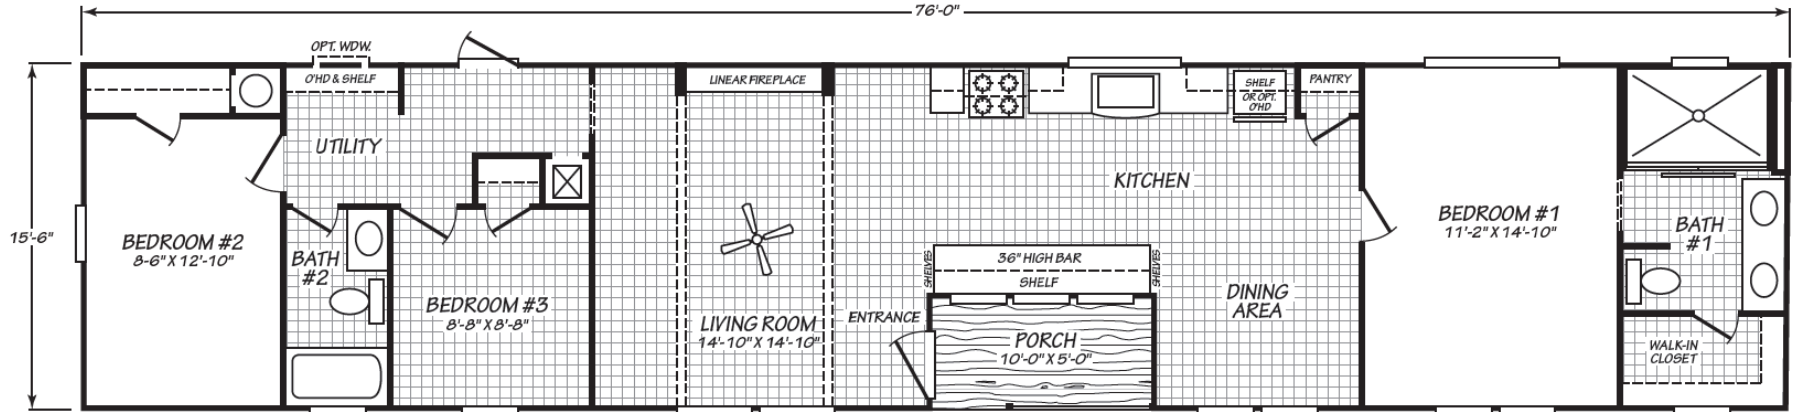 76'-0"
OPT. WDW.
O'HD & SHELF
LINEAR FIREPLACE
SHELF
OR OPT.
O'HD
PANTRY
UTILITY
KITCHEN
15'-6"
BEDROOM #2
8-6" X 12'-10"
BATH
#2
BEDROOM #3
8'-8" X 8'-8"
LIVING ROOM
14'-10" X 14'-10"
ENTRANCE
SHELVES
36" HIGH BAR
SHELF
SHELVES
PORCH
10'-0" X 5'-0"
DINING
AREA
BEDROOM #1
11'-2" X 14'-10"
BATH
#1
WALK-IN
CLOSET